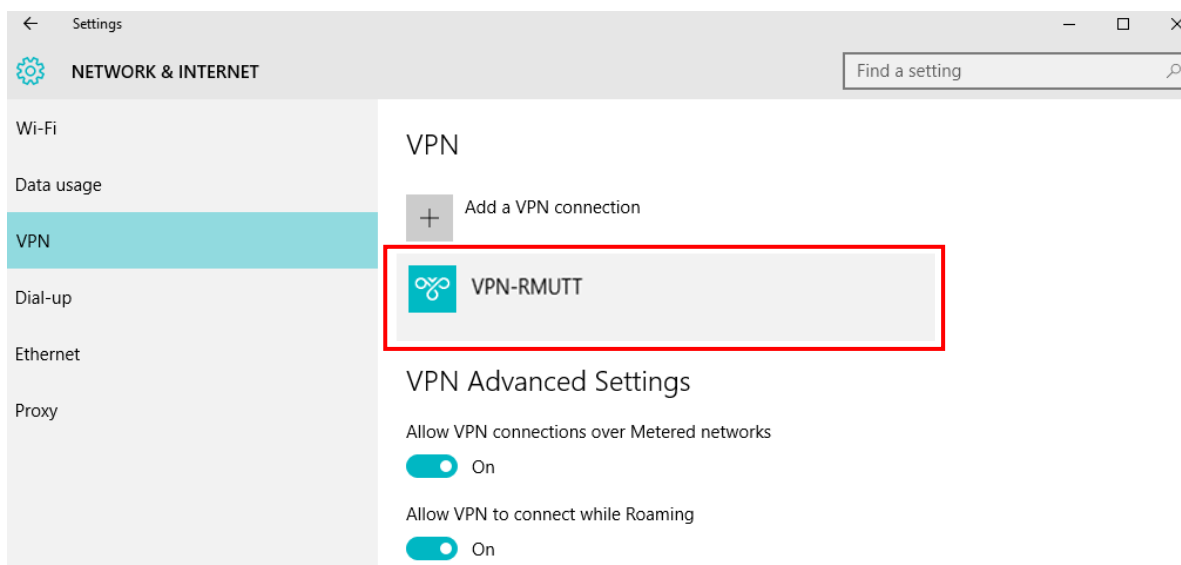 Settings
NETWORK & INTERNET
Find a setting
Wi-Fi
Data usage
VPN
Dial-up
Ethernet
Proxy
VPN
Add a VPN connection
VPN-RMUTT
VPN Advanced Settings
Allow VPN connections over Metered networks
On
Allow VPN to connect while Roaming
On